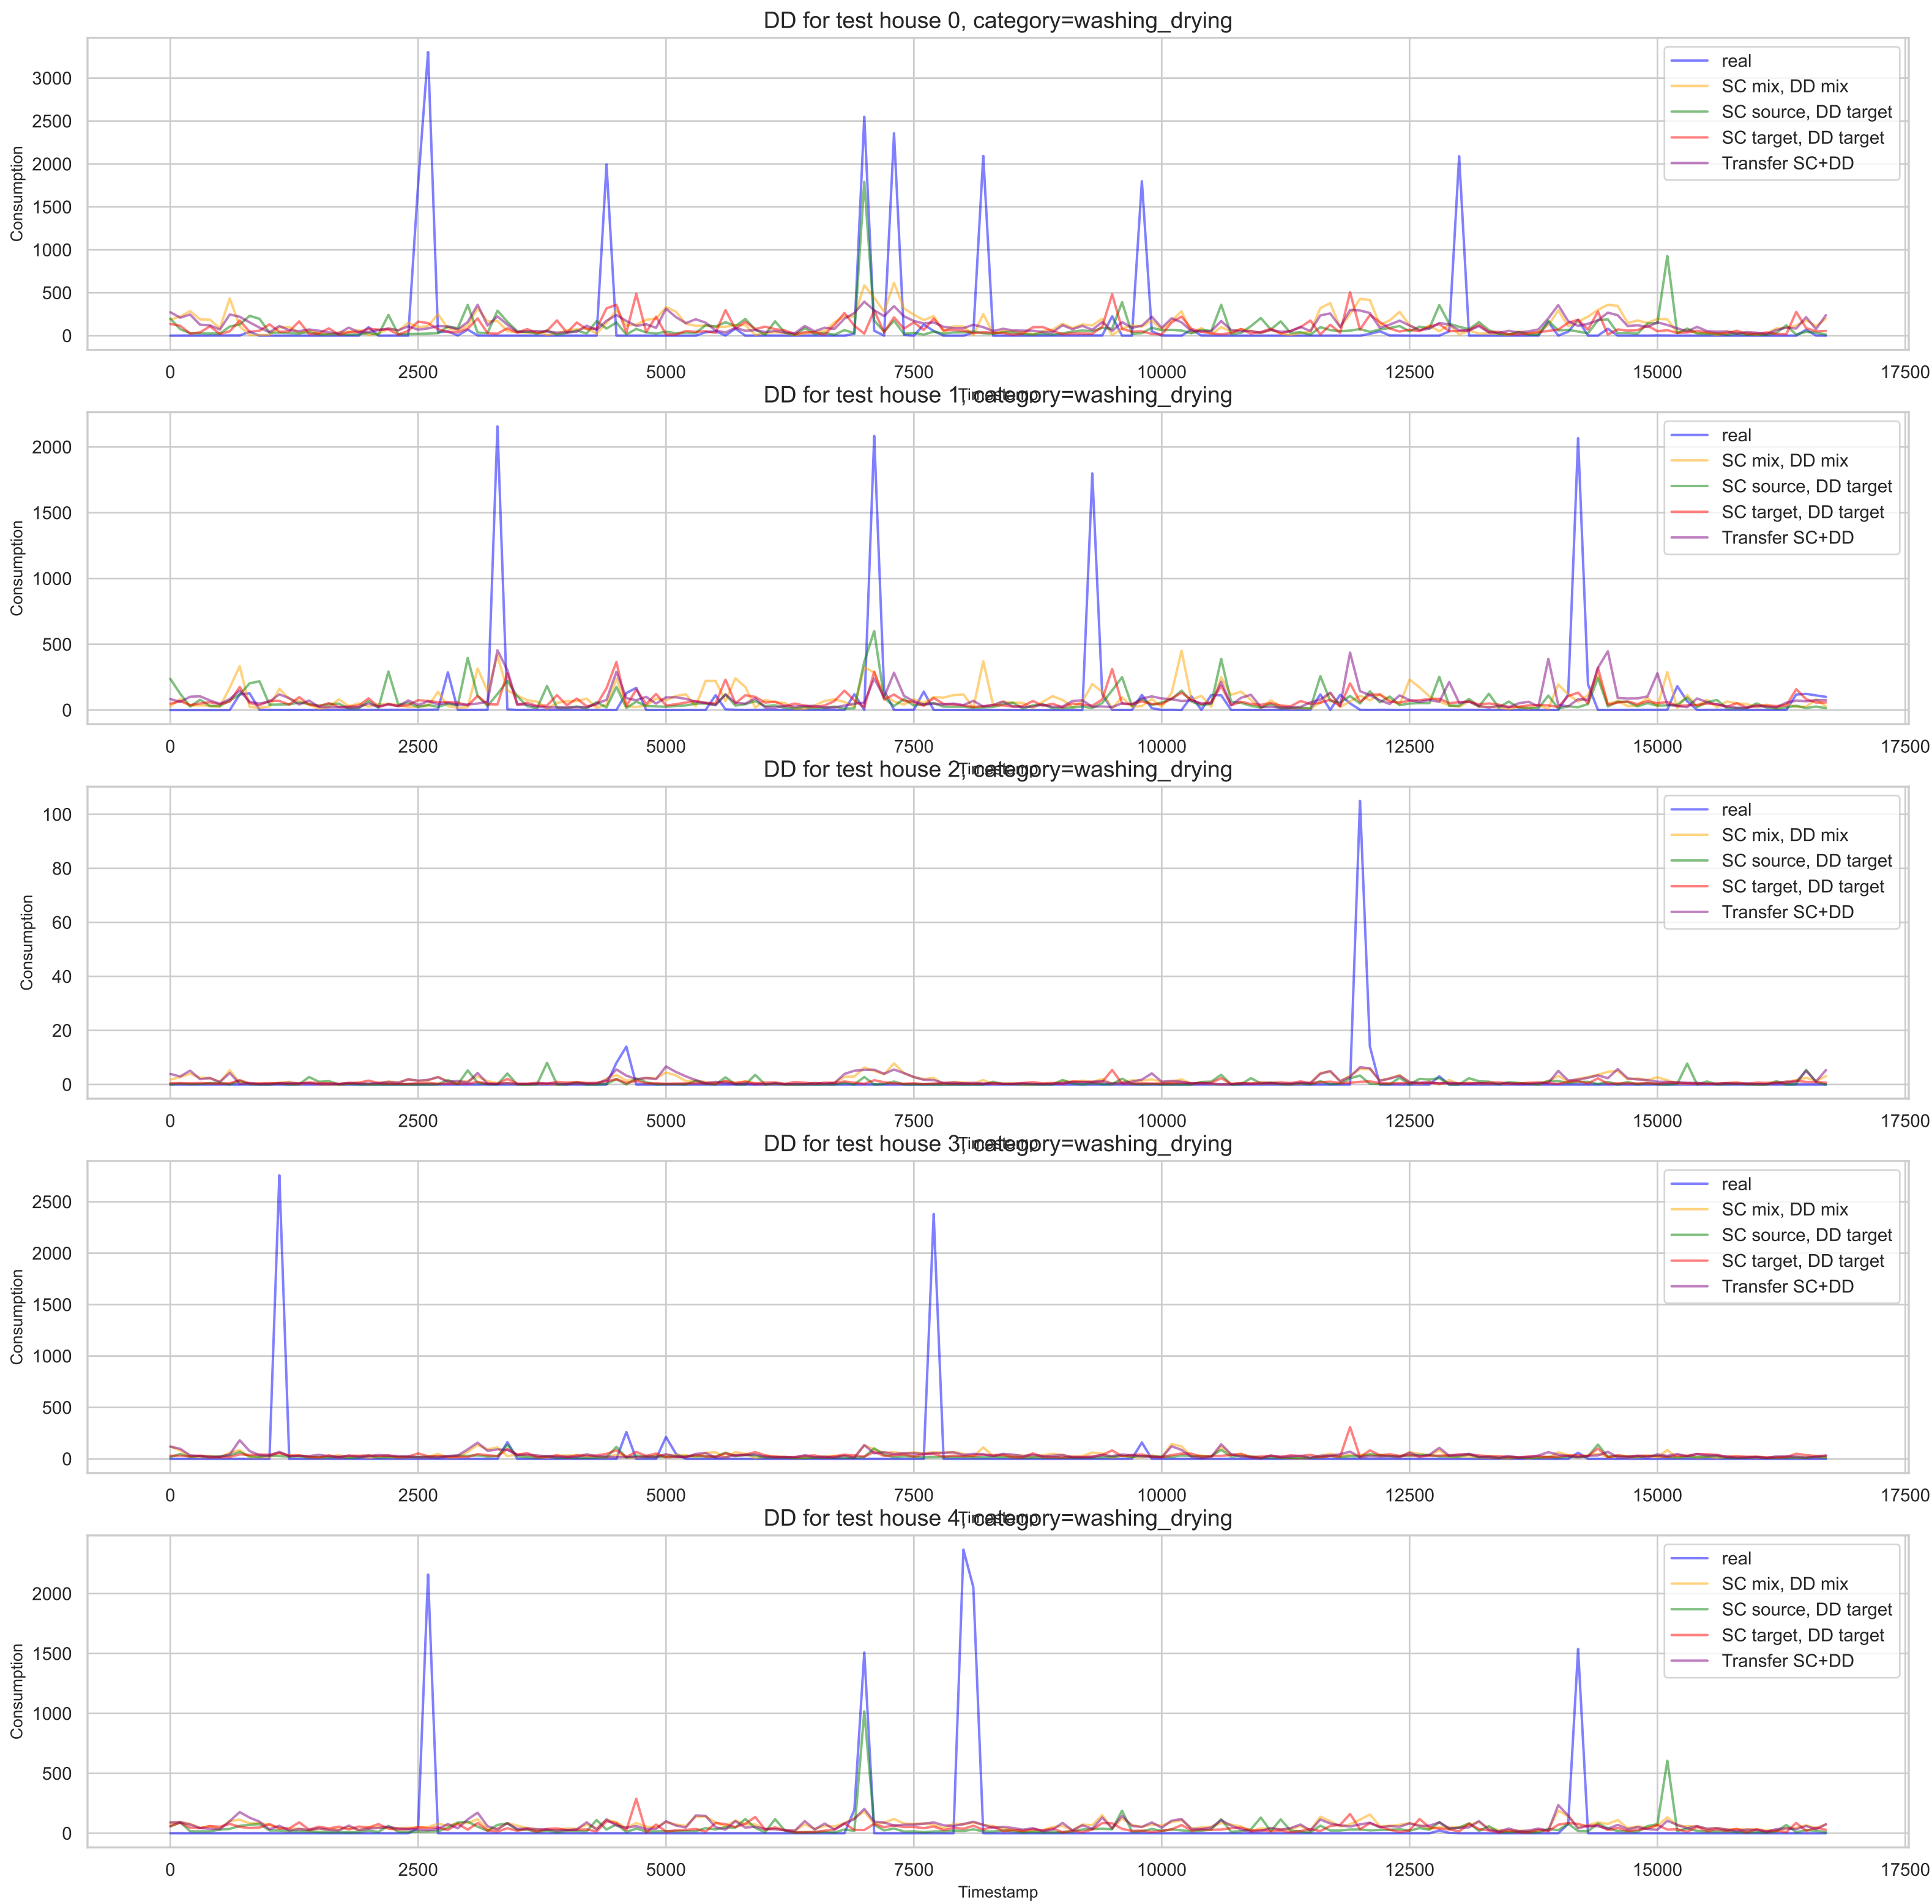 DD for test house 0, category=washing_drying
Consumption
3000
2500
2000
1500
1000
500
0
real
SC mix, DD mix
SC source, DD target
SC target, DD target
Transfer SC+DD
0 2500 5000 7500 10000 12500 15000 17500
Timestamp
DD for test house 1, category=washing_drying
Consumption
2000
1500
1000
500
0
real
SC mix, DD mix
SC source, DD target
SC target, DD target
Transfer SC+DD
0 2500 5000 7500 10000 12500 15000 17500
Timestamp
DD for test house 2, category=washing_drying
Consumption
100
80
60
40
20
0
real
SC mix, DD mix
SC source, DD target
SC target, DD target
Transfer SC+DD
0 2500 5000 7500 10000 12500 15000 17500
Timestamp
DD for test house 3, category=washing_drying
Consumption
2500
2000
1500
1000
500
0
real
SC mix, DD mix
SC source, DD target
SC target, DD target
Transfer SC+DD
0 2500 5000 7500 10000 12500 15000 17500
Timestamp
DD for test house 4, category=washing_drying
Consumption
2000
1500
1000
500
0
real
SC mix, DD mix
SC source, DD target
SC target, DD target
Transfer SC+DD
0 2500 5000 7500 10000 12500 15000 17500
Timestamp